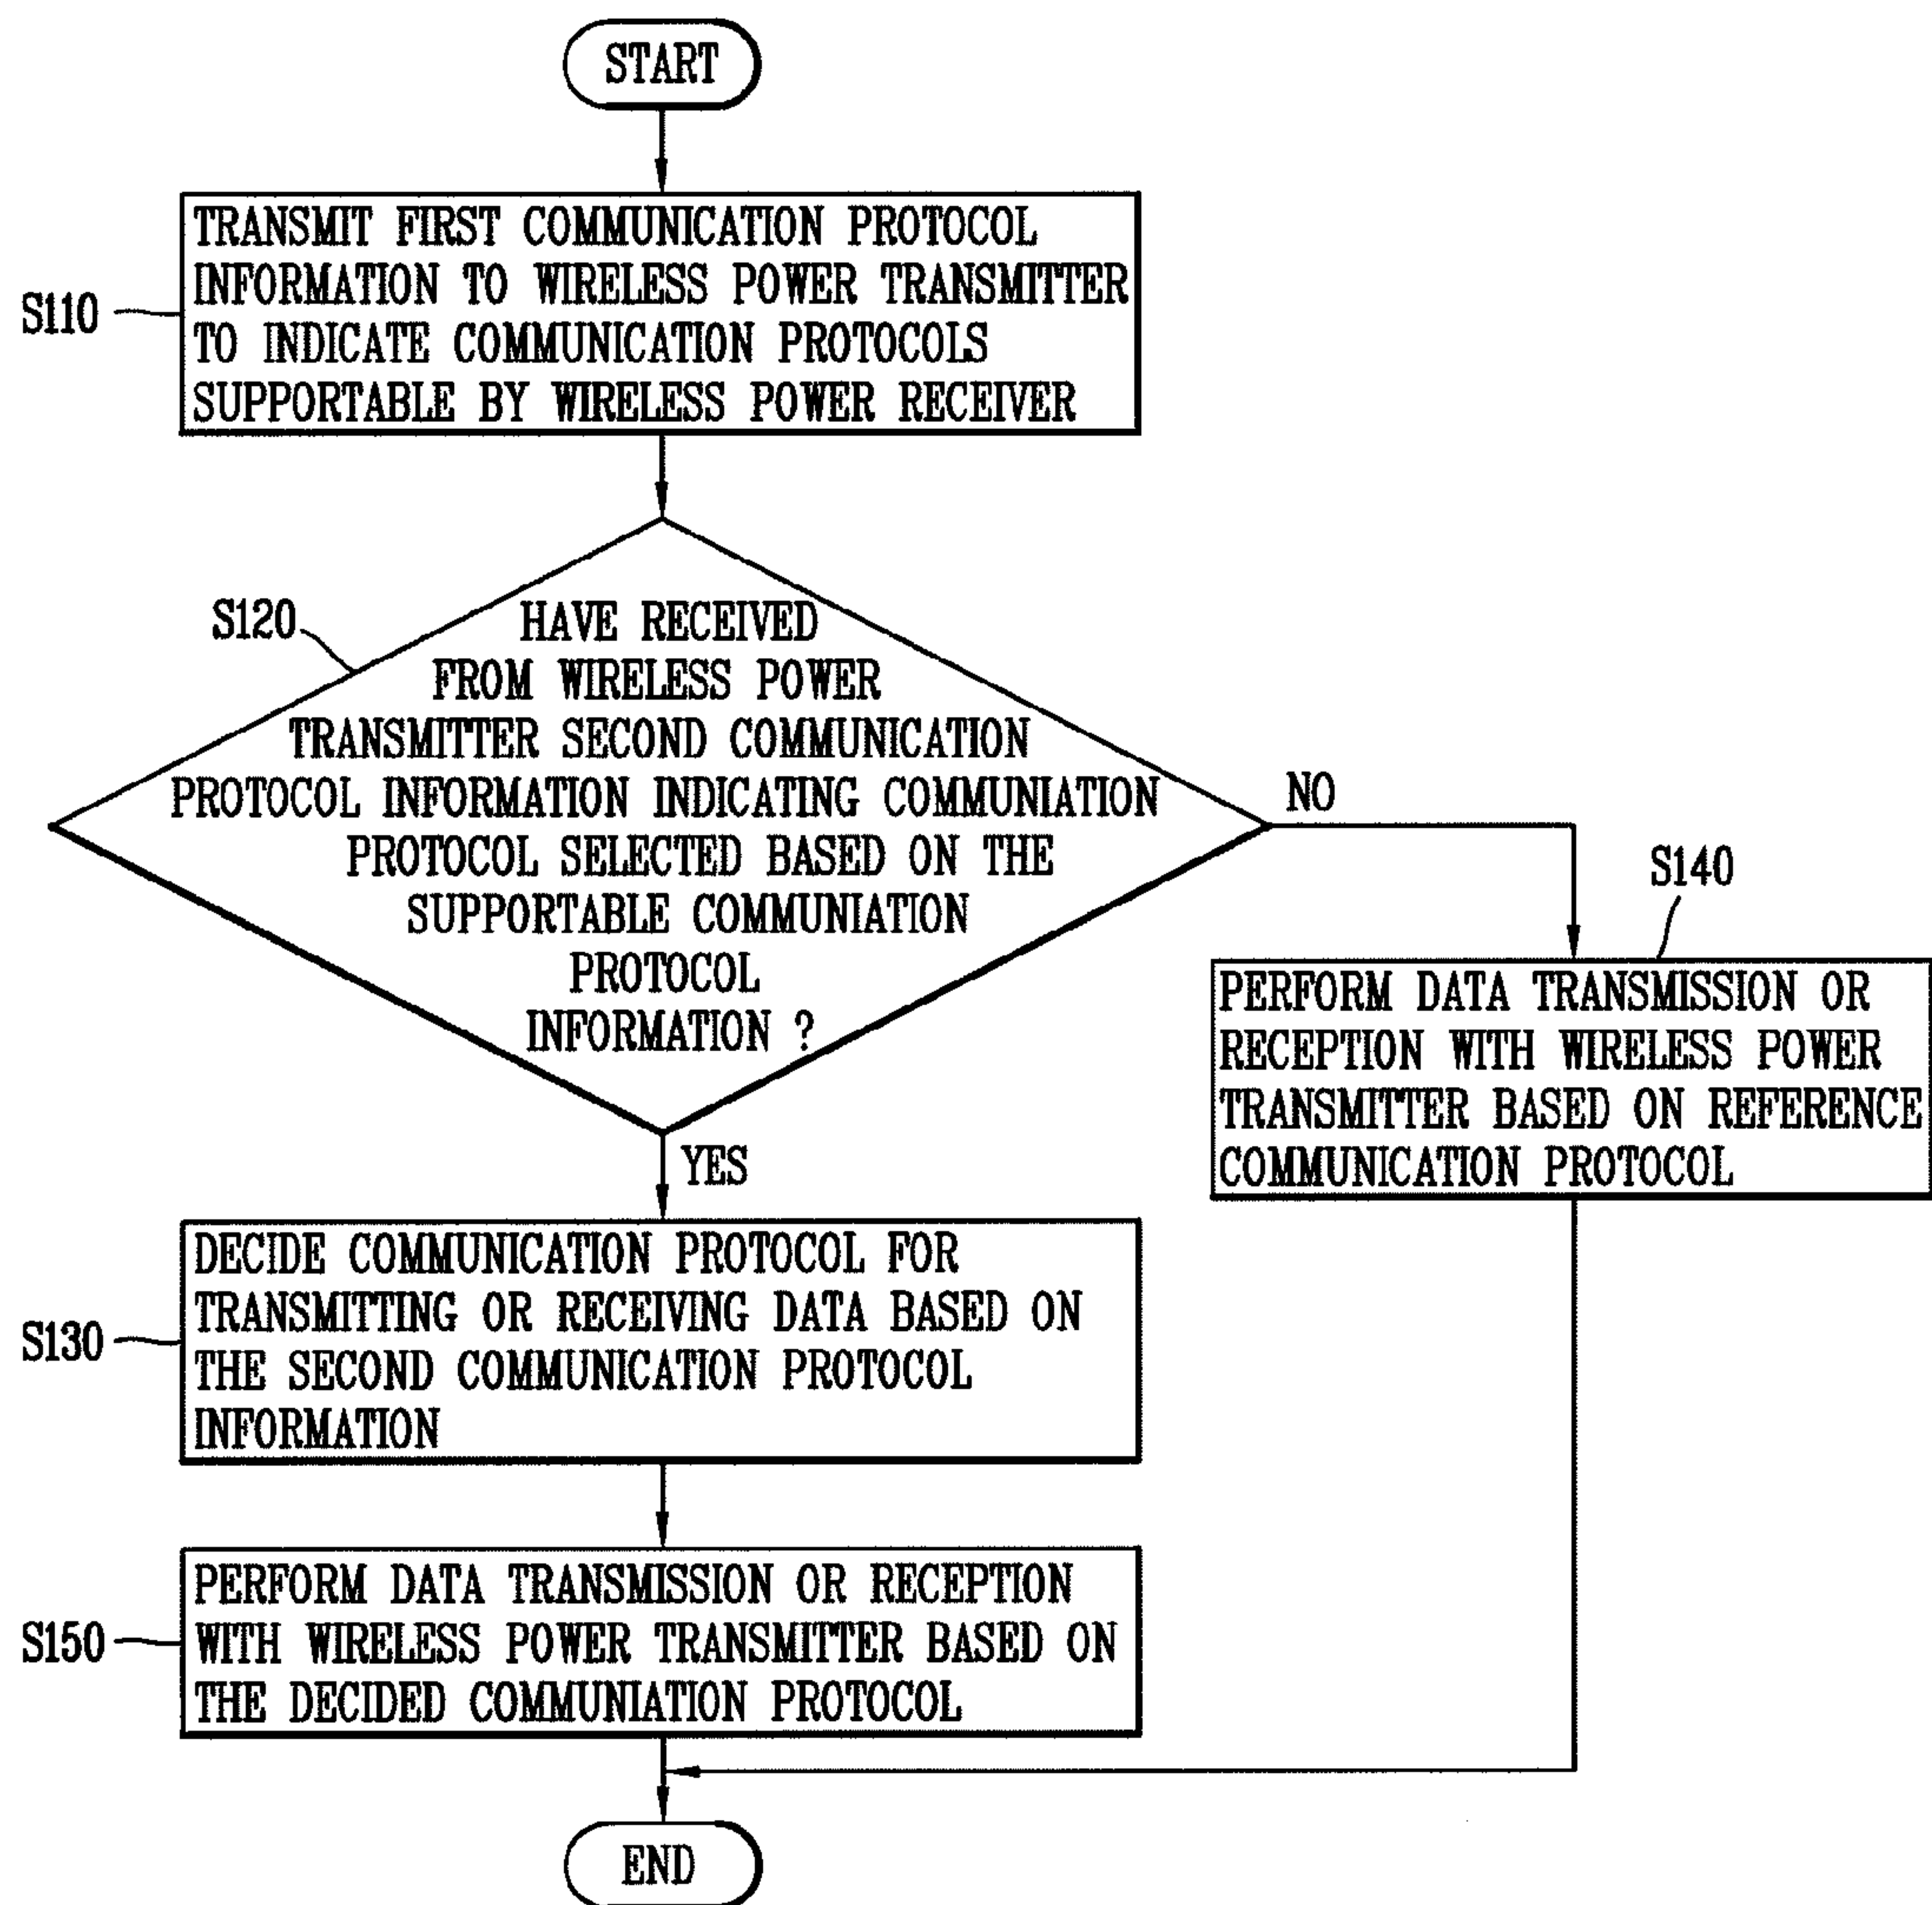 START
S110
TRANSMIT FIRST COMMUNICATION PROTOCOL
INFORMATION TO WIRELESS POWER TRANSMITTER
TO INDICATE COMMUNICATION PROTOCOLS
SUPPORTABLE BY WIRELESS POWER RECEIVER
S120
HAVE RECEIVED
FROM WIRELESS POWER
TRANSMITTER SECOND COMMUNICATION
PROTOCOL INFORMATION INDICATING COMMUNIATION
PROTOCOL SELECTED BASED ON THE
SUPPORTABLE COMMUNIATION
PROTOCOL
INFORMATION ?
NO
S140
PERFORM DATA TRANSMISSION OR
RECEPTION WITH WIRELESS POWER
TRANSMITTER BASED ON REFERENCE
COMMUNICATION PROTOCOL
YES
S130
DECIDE COMMUNICATION PROTOCOL FOR
TRANSMITTING OR RECEIVING DATA BASED ON
THE SECOND COMMUNICATION PROTOCOL
INFORMATION
S150
PERFORM DATA TRANSMISSION OR RECEPTION
WITH WIRELESS POWER TRANSMITTER BASED ON
THE DECIDED COMMUNIATION PROTOCOL
END